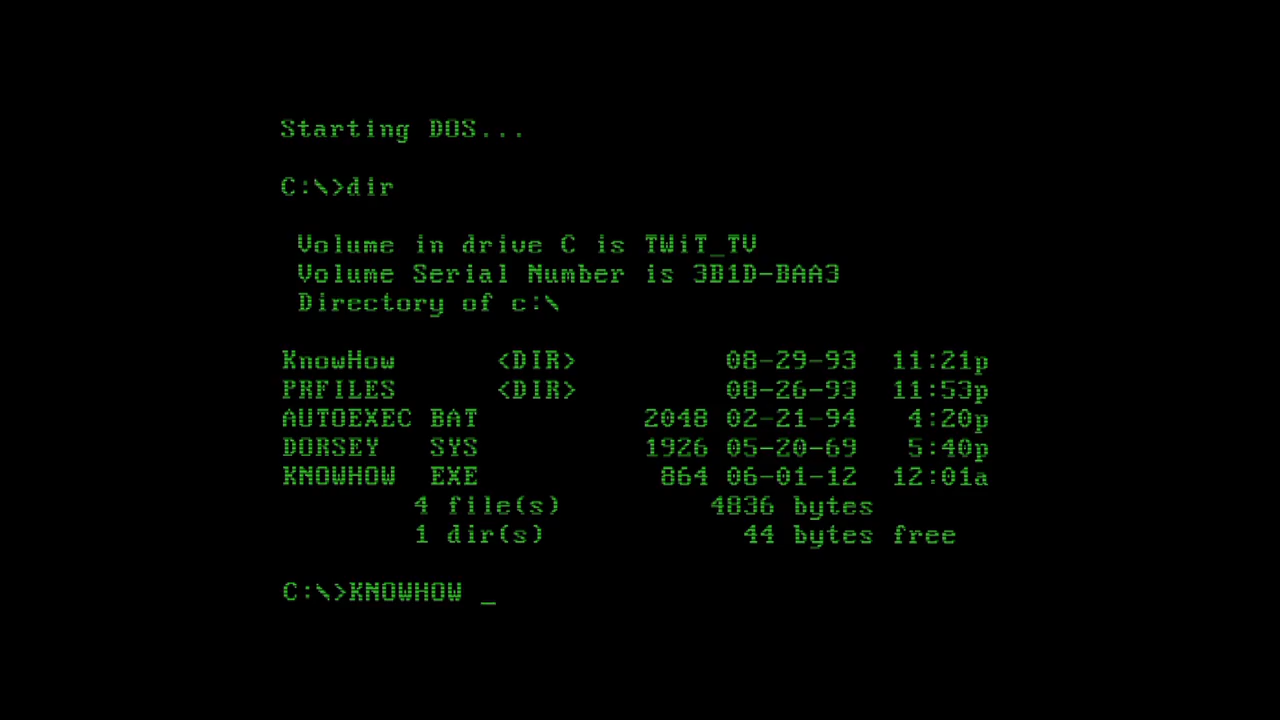 Starting DOS...
C:\>dir
Volume in drive C is TWiT_TV
Volume Serial Number is 3B1D-BAA3
Directory of c:\
KnowHow <DIR> 08-29-93 11:21p
PRFILES <DIR> 08-26-93 11:53p
AUTOEXEC BAT 2048 02-21-94 4:20p
DORSEY SYS 1926 05-20-69 5:40p
KNOWHOW EXE 864 06-01-12 12:01a
4 file(s) 4836 bytes
1 dir(s) 44 bytes free
C:\>KNOWHOW _